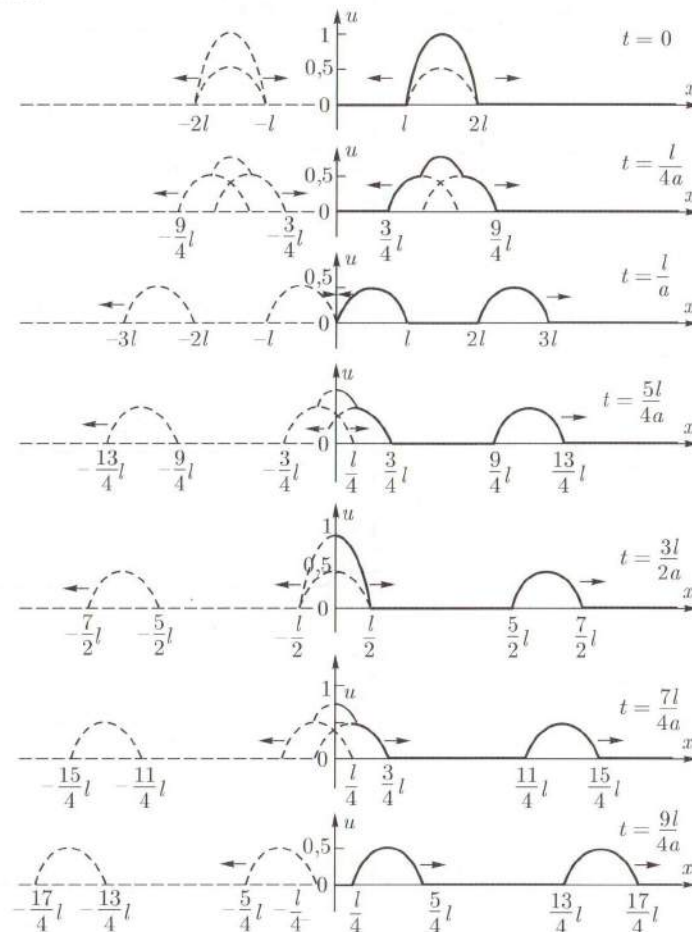 u
1
0,5
0
t = 0
x
−2l −l l 2l
u
0,5
0
t = l/4a
x
−9/4 l −3/4 l 3/4 l 9/4 l
u
0,5
0
t = l/a
x
−3l −2l −l l 2l 3l
u
0
t = 5l/4a
x
−13/4 l −9/4 l −3/4 l l/4 3/4 l 9/4 l 13/4 l
u
1
0,5
0
t = 3l/2a
x
−7/2 l −5/2 l −l/2 l/2 5/2 l 7/2 l
1
u
0
t = 7l/4a
x
−15/4 l −11/4 l l/4 3/4 l 11/4 l 15/4 l
u
0,5
0
t = 9l/4a
x
−17/4 l −13/4 l −5/4 l −l/4 l/4 5/4 l 13/4 l 17/4 l